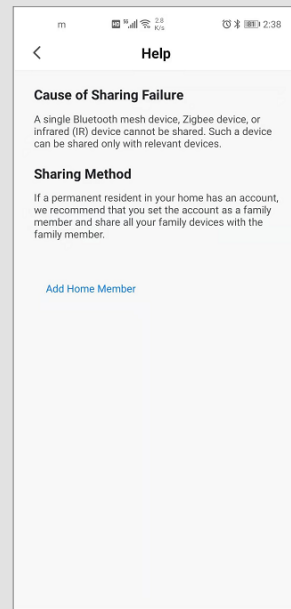 m 2.8 K/s 2:38
Help
Cause of Sharing Failure
A single Bluetooth mesh device, Zigbee device, or
infrared (IR) device cannot be shared. Such a device
can be shared only with relevant devices.
Sharing Method
If a permanent resident in your home has an account,
we recommend that you set the account as a family
member and share all your family devices with the
family member.
Add Home Member